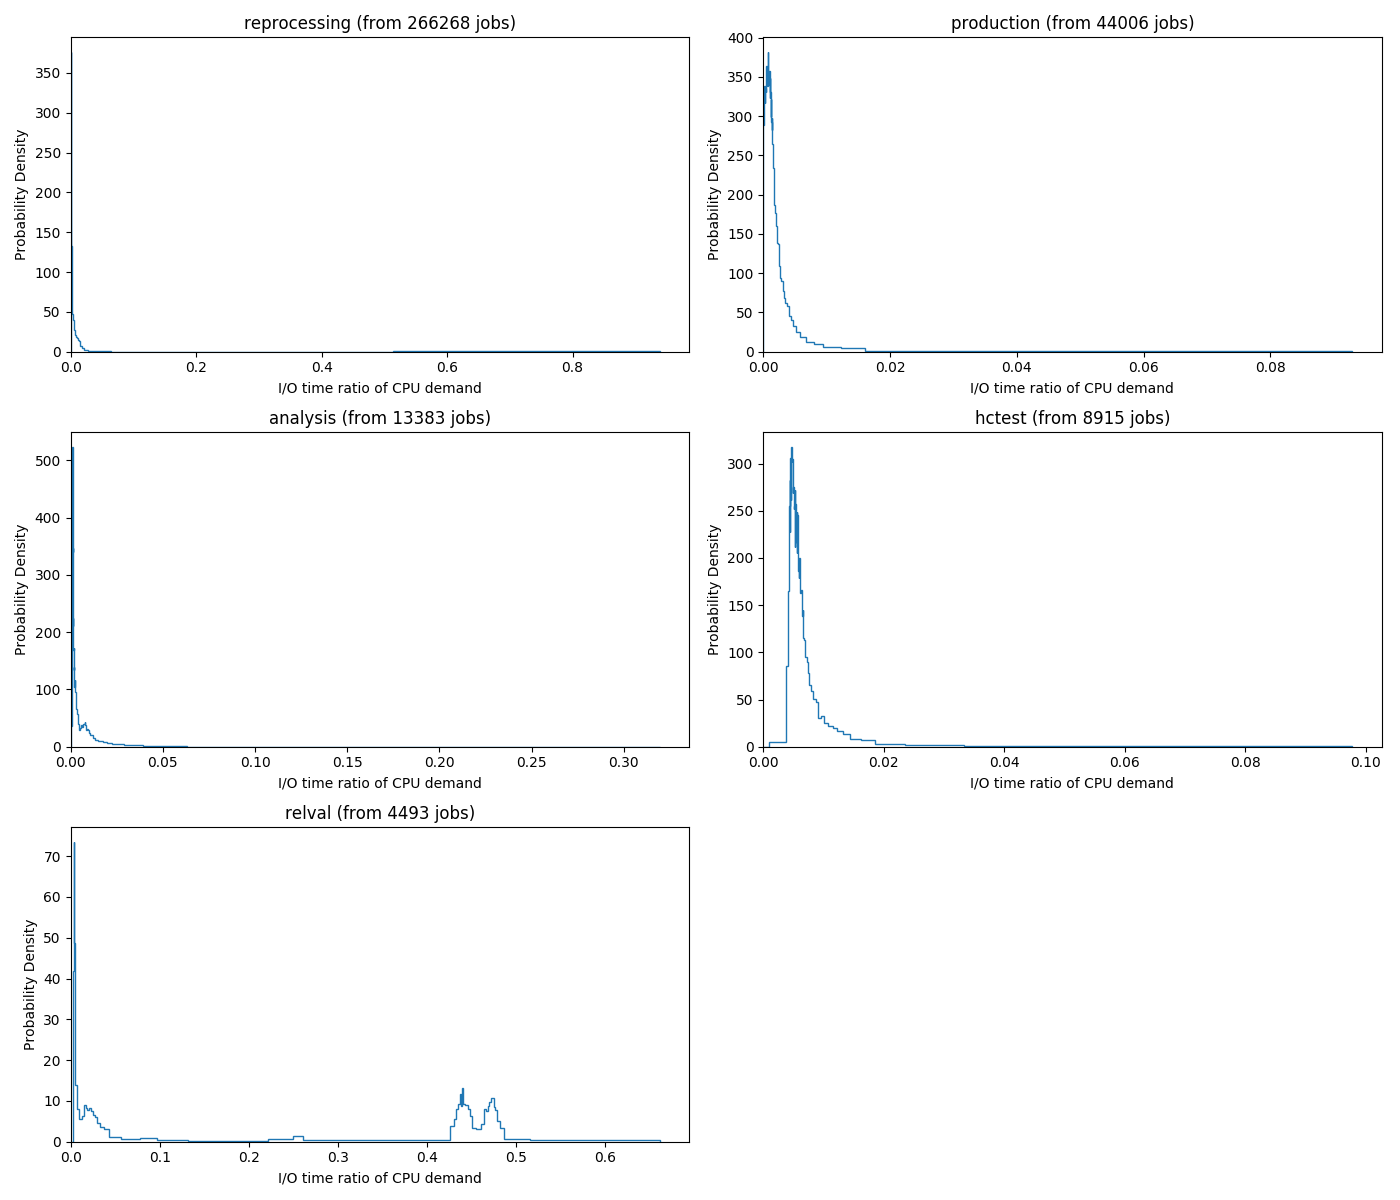 reprocessing (from 266268 jobs)
Probability Density
350
300
250
200
150
100
50
0
0.0 0.2 0.4 0.6 0.8
I/O time ratio of CPU demand
production (from 44006 jobs)
Probability Density
400
350
300
250
200
150
100
50
0
0.00 0.02 0.04 0.06 0.08
I/O time ratio of CPU demand
analysis (from 13383 jobs)
Probability Density
500
400
300
200
100
0
0.00 0.05 0.10 0.15 0.20 0.25 0.30
I/O time ratio of CPU demand
hctest (from 8915 jobs)
Probability Density
300
250
200
150
100
50
0
0.00 0.02 0.04 0.06 0.08 0.10
I/O time ratio of CPU demand
relval (from 4493 jobs)
Probability Density
70
60
50
40
30
20
10
0
0.0 0.1 0.2 0.3 0.4 0.5 0.6
I/O time ratio of CPU demand